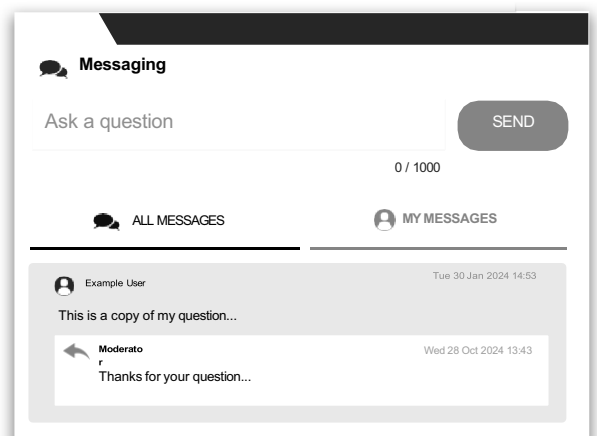 Messaging
Ask a question
SEND
0 / 1000
ALL MESSAGES
MY MESSAGES
Example User
Tue 30 Jan 2024 14:53
This is a copy of my question...
Moderato
r
Wed 28 Oct 2024 13:43
Thanks for your question...